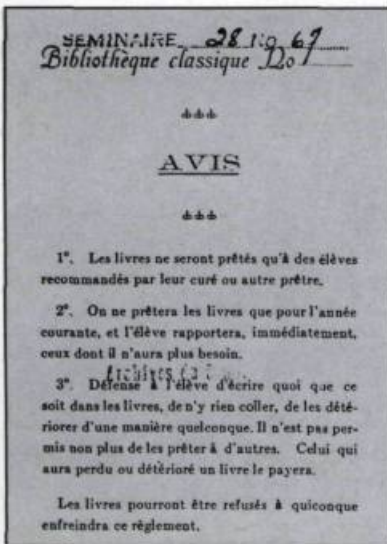 SEMINAIRE 28 No 67
Bibliothèque classique No
AVIS
1°. Les livres ne seront prêtés qu'à des élèves
recommandés par leur curé ou autre prêtre.
2°. On ne prêtera les livres que pour l'année
courante, et l'élève rapportera, immédiatement,
ceux dont il n'aura plus besoin.
Archives
3°. Défense à l'élève d'écrire quoi que ce
soit dans les livres, de n'y rien coller, de les dété-
riorer d'une manière quelconque. Il n'est pas per-
mis non plus de les prêter à d'autres. Celui qui
aura perdu ou détérioré un livre le payera.
Les livres pourront être refusés à quiconque
enfreindra ce règlement.